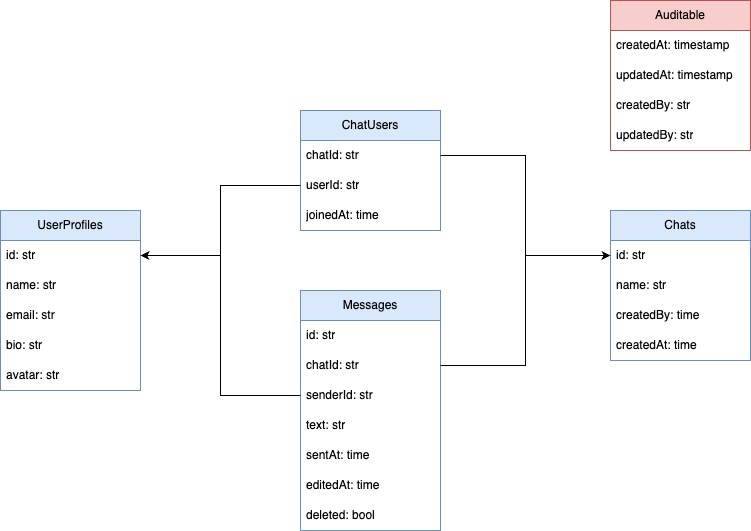 Auditable
createdAt: timestamp
updatedAt: timestamp
createdBy: str
updatedBy: str
ChatUsers
chatId: str
userId: str
joinedAt: time
UserProfiles
id: str
name: str
email: str
bio: str
avatar: str
Chats
id: str
name: str
createdBy: time
createdAt: time
Messages
id: str
chatId: str
senderId: str
text: str
sentAt: time
editedAt: time
deleted: bool